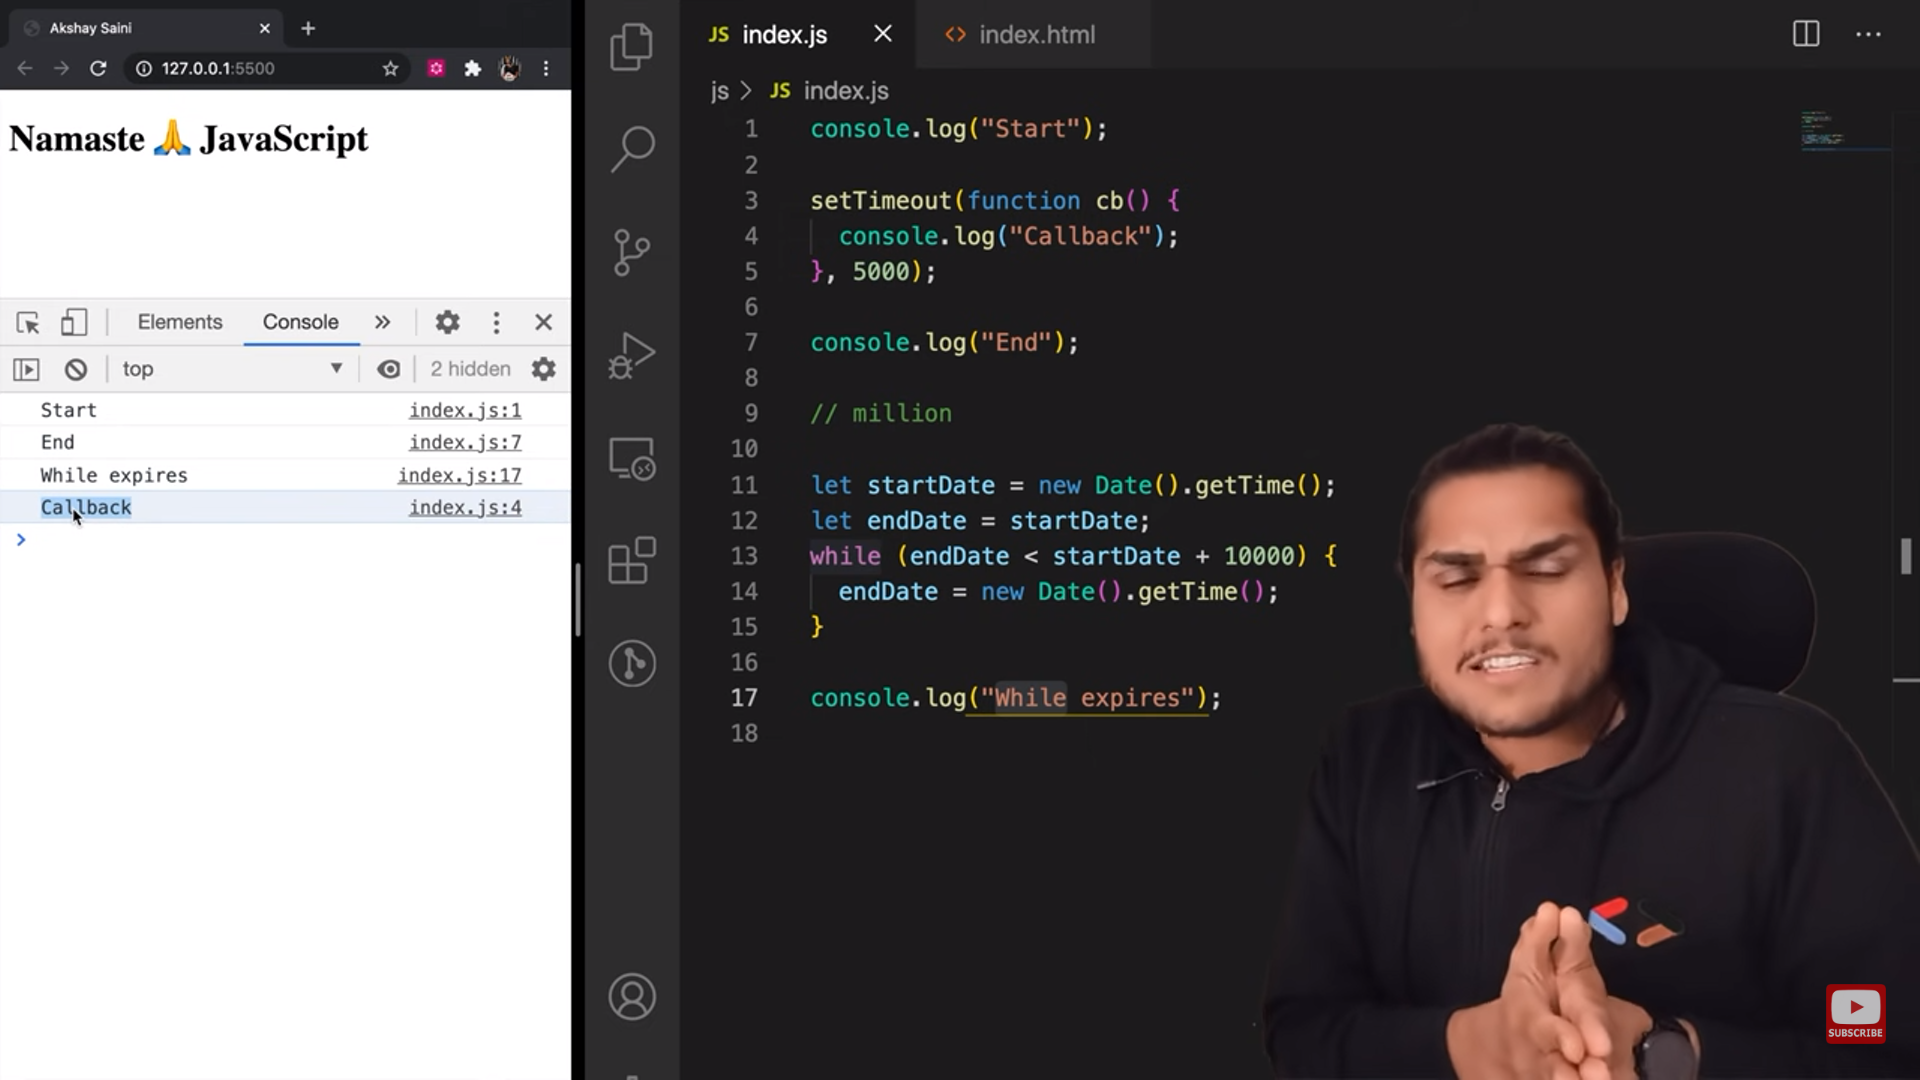 Akshay Saini
127.0.0.1:5500
Namaste 🙏 JavaScript
Elements Console
top 2 hidden
Start index.js:1
End index.js:7
While expires index.js:17
Callback index.js:4
JS index.js index.html
js > JS index.js
1 console.log("Start");
2
3 setTimeout(function cb() {
4 console.log("Callback");
5 }, 5000);
6
7 console.log("End");
8
9 // million
10
11 let startDate = new Date().getTime();
12 let endDate = startDate;
13 while (endDate < startDate + 10000) {
14 endDate = new Date().getTime();
15 }
16
17 console.log("While expires");
18
SUBSCRIBE